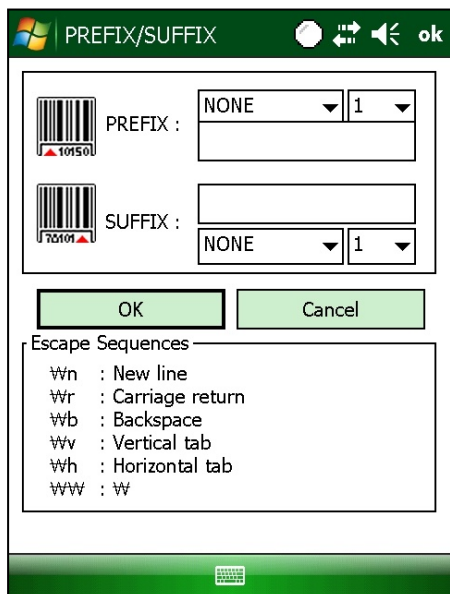 PREFIX/SUFFIX ok
NONE 1
PREFIX :
10150
SUFFIX :
NONE 1
OK Cancel
Escape Sequences
₩n : New line
₩r : Carriage return
₩b : Backspace
₩v : Vertical tab
₩h : Horizontal tab
₩₩ : ₩